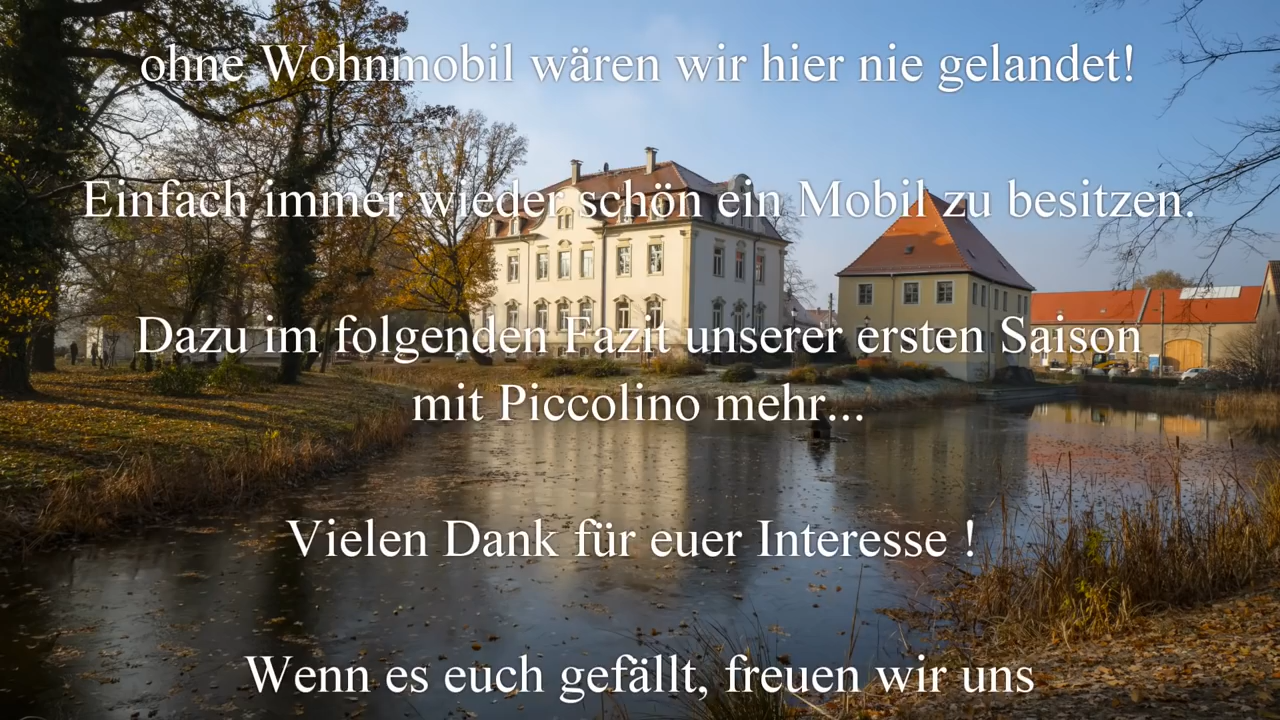 ohne Wohnmobil wären wir hier nie gelandet!
Einfach immer wieder schön ein Mobil zu besitzen.
Dazu im folgenden Fazit unserer ersten Saison
mit Piccolino mehr...
Vielen Dank für euer Interesse !
Wenn es euch gefällt, freuen wir uns